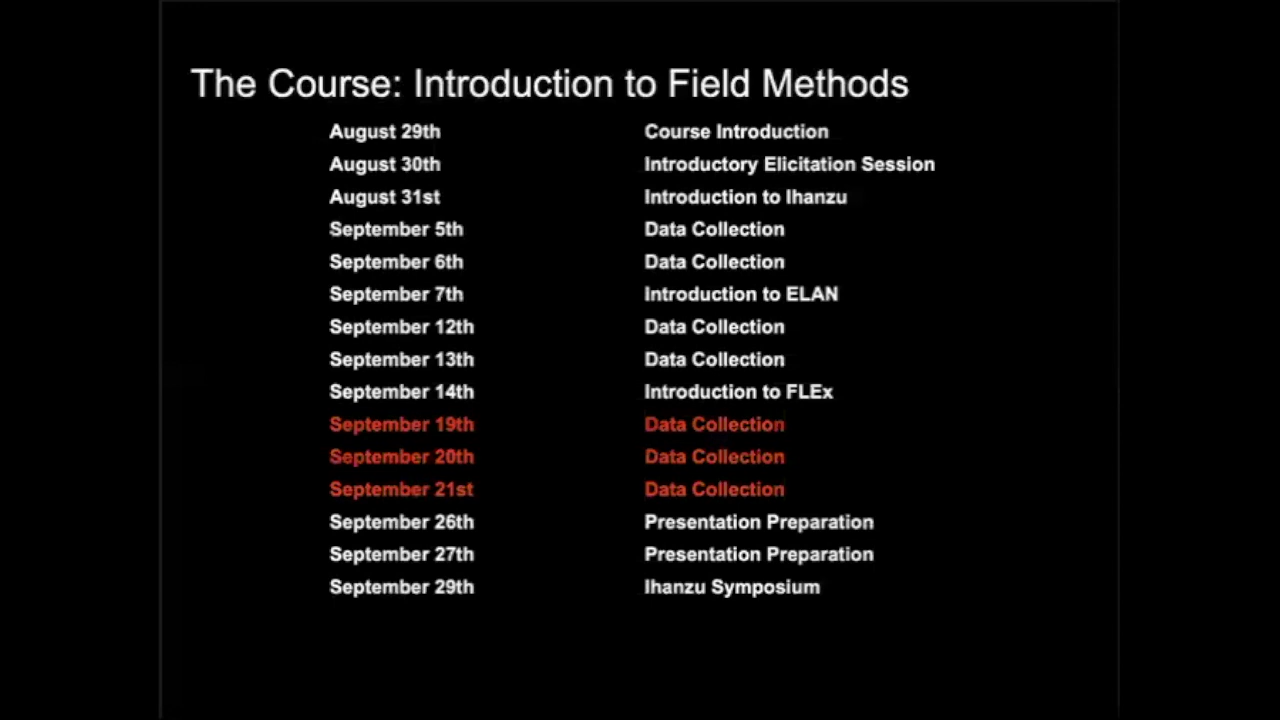 The Course: Introduction to Field Methods
August 29th Course Introduction
August 30th Introductory Elicitation Session
August 31st Introduction to Ihanzu
September 5th Data Collection
September 6th Data Collection
September 7th Introduction to ELAN
September 12th Data Collection
September 13th Data Collection
September 14th Introduction to FLEx
September 19th Data Collection
September 20th Data Collection
September 21st Data Collection
September 26th Presentation Preparation
September 27th Presentation Preparation
September 29th Ihanzu Symposium